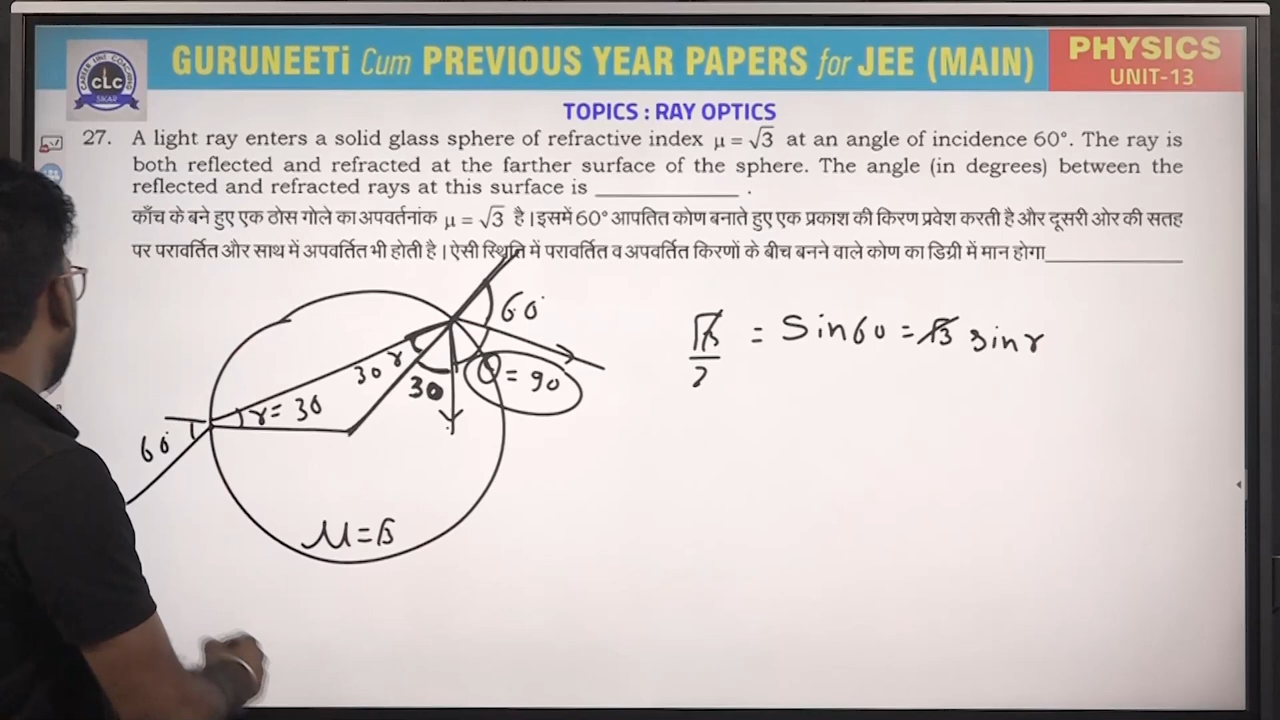 GURUNEETi Cum PREVIOUS YEAR PAPERS for JEE (MAIN)
PHYSICS
UNIT-13
CLC
SIKAR
TOPICS : RAY OPTICS
27. A light ray enters a solid glass sphere of refractive index μ = √3 at an angle of incidence 60°. The ray is
both reflected and refracted at the farther surface of the sphere. The angle (in degrees) between the
reflected and refracted rays at this surface is ____________ .
काँच के बने हुए एक ठोस गोले का अपवर्तनांक μ = √3 है। इसमें 60° आपतित कोण बनाते हुए एक प्रकाश की किरण प्रवेश करती है और दूसरी ओर की सतह
पर परावर्तित और साथ में अपवर्तित भी होती है। ऐसी स्थिति में परावर्तित व अपवर्तित किरणों के बीच बनने वाले कोण का डिग्री में मान होगा____________
60°
30 r
30
θ = 90
r = 30
60°
μ = √3
√3/2 = Sin60 = √3 sinr